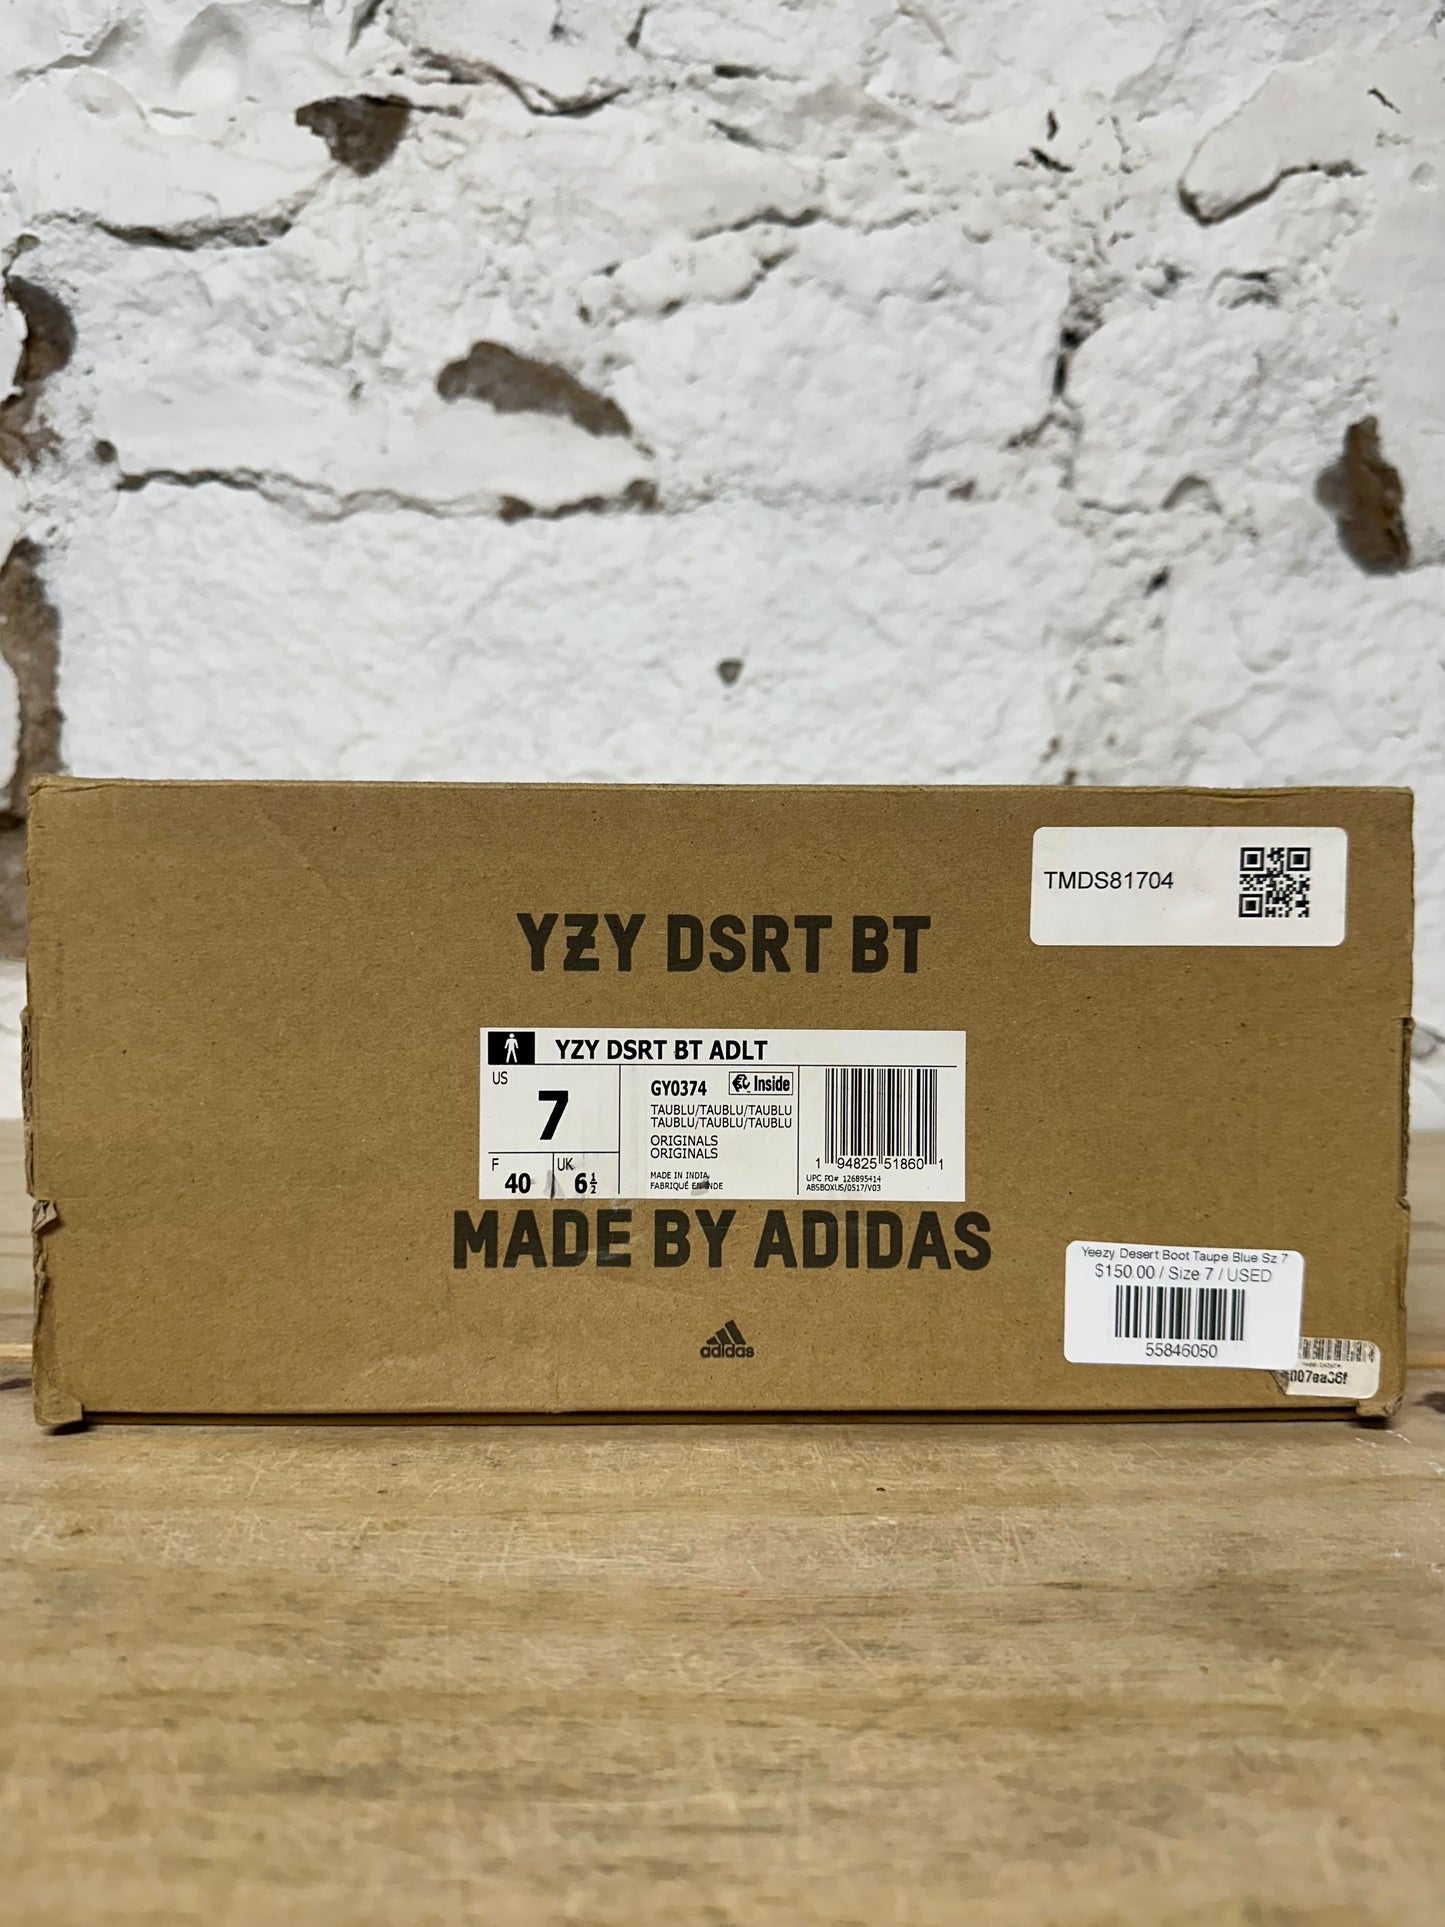 TMDS81704
YZY DSRT BT
YZY DSRT BT ADLT
US
7
F
40
UK
6½
GY0374
Inside
TAUBLU/TAUBLU/TAUBLU
TAUBLU/TAUBLU/TAUBLU
ORIGINALS
ORIGINALS
MADE IN INDIA
FABRIQUÉ EN INDE
1 94825 51860 1
UPC PO# 126895414
ABSBOXUS/0517/V03
MADE BY ADIDAS
adidas
Yeezy Desert Boot Taupe Blue Sz 7
$150.00 / Size 7 / USED
55846050